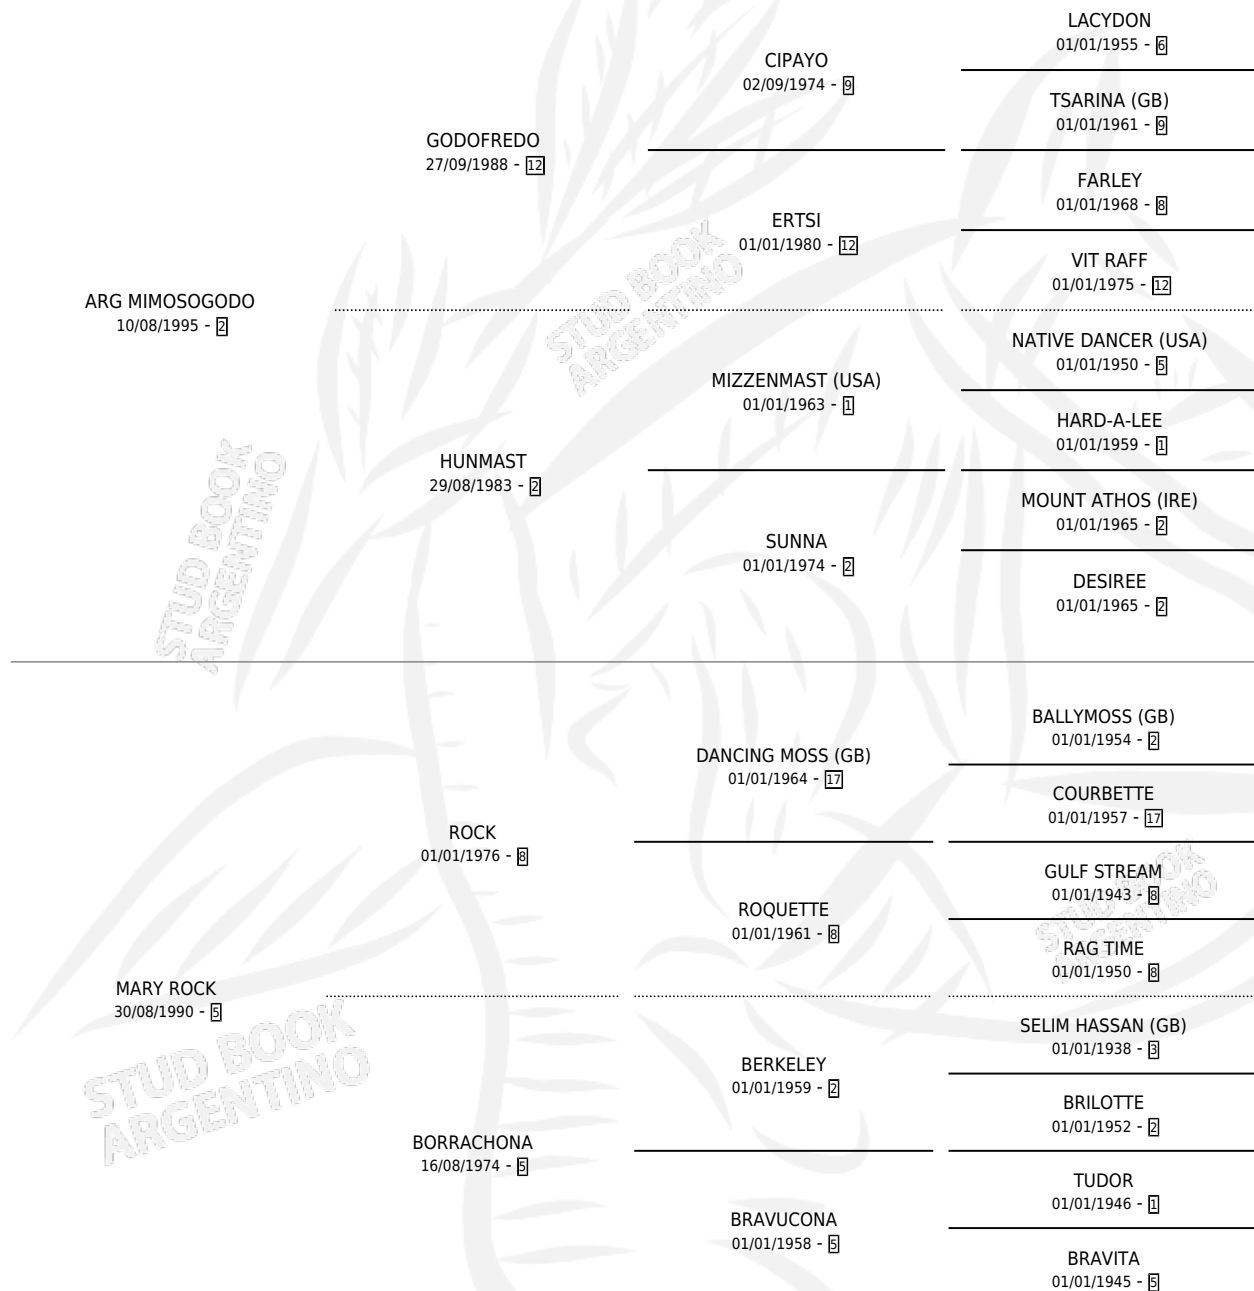 LACYDON
01/01/1955 - 6
CIPAYO
02/09/1974 - 9
TSARINA (GB)
01/01/1961 - 9
GODOFREDO
27/09/1988 - 12
FARLEY
01/01/1968 - 8
ERTSI
01/01/1980 - 12
VIT RAFF
01/01/1975 - 12
ARG MIMOSOGODO
10/08/1995 - 2
NATIVE DANCER (USA)
01/01/1950 - 5
MIZZENMAST (USA)
01/01/1963 - 1
HARD-A-LEE
01/01/1959 - 1
HUNMAST
29/08/1983 - 2
MOUNT ATHOS (IRE)
01/01/1965 - 2
SUNNA
01/01/1974 - 2
DESIREE
01/01/1965 - 2
STUD BOOK
ARGENTINO
STUD BOOK
ARGENTINO
BALLYMOSS (GB)
01/01/1954 - 2
DANCING MOSS (GB)
01/01/1964 - 17
COURBETTE
01/01/1957 - 17
ROCK
01/01/1976 - 8
GULF STREAM
01/01/1943 - 8
ROQUETTE
01/01/1961 - 8
RAG TIME
01/01/1950 - 8
STUD BOOK
ARGENTINO
MARY ROCK
30/08/1990 - 5
SELIM HASSAN (GB)
01/01/1938 - 3
BERKELEY
01/01/1959 - 2
BRILOTTE
01/01/1952 - 2
BORRACHONA
16/08/1974 - 5
TUDOR
01/01/1946 - 1
BRAVUCONA
01/01/1958 - 5
BRAVITA
01/01/1945 - 5
STUD BOOK
ARGENTINO